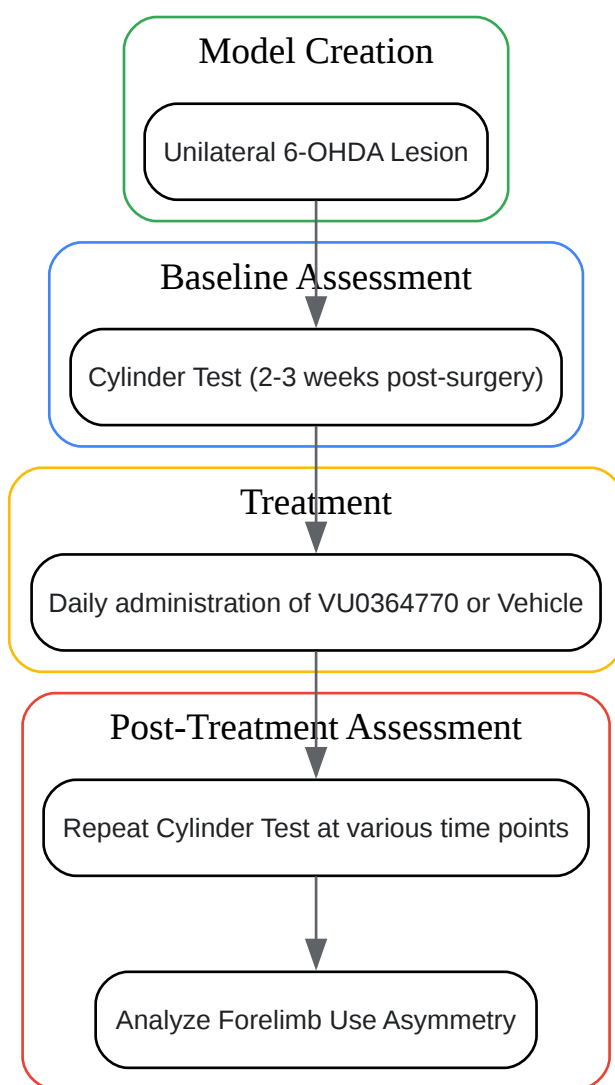 Model Creation
Unilateral 6-OHDA Lesion
Baseline Assessment
Cylinder Test (2-3 weeks post-surgery)
Treatment
Daily administration of VU0364770 or Vehicle
Post-Treatment Assessment
Repeat Cylinder Test at various time points
Analyze Forelimb Use Asymmetry